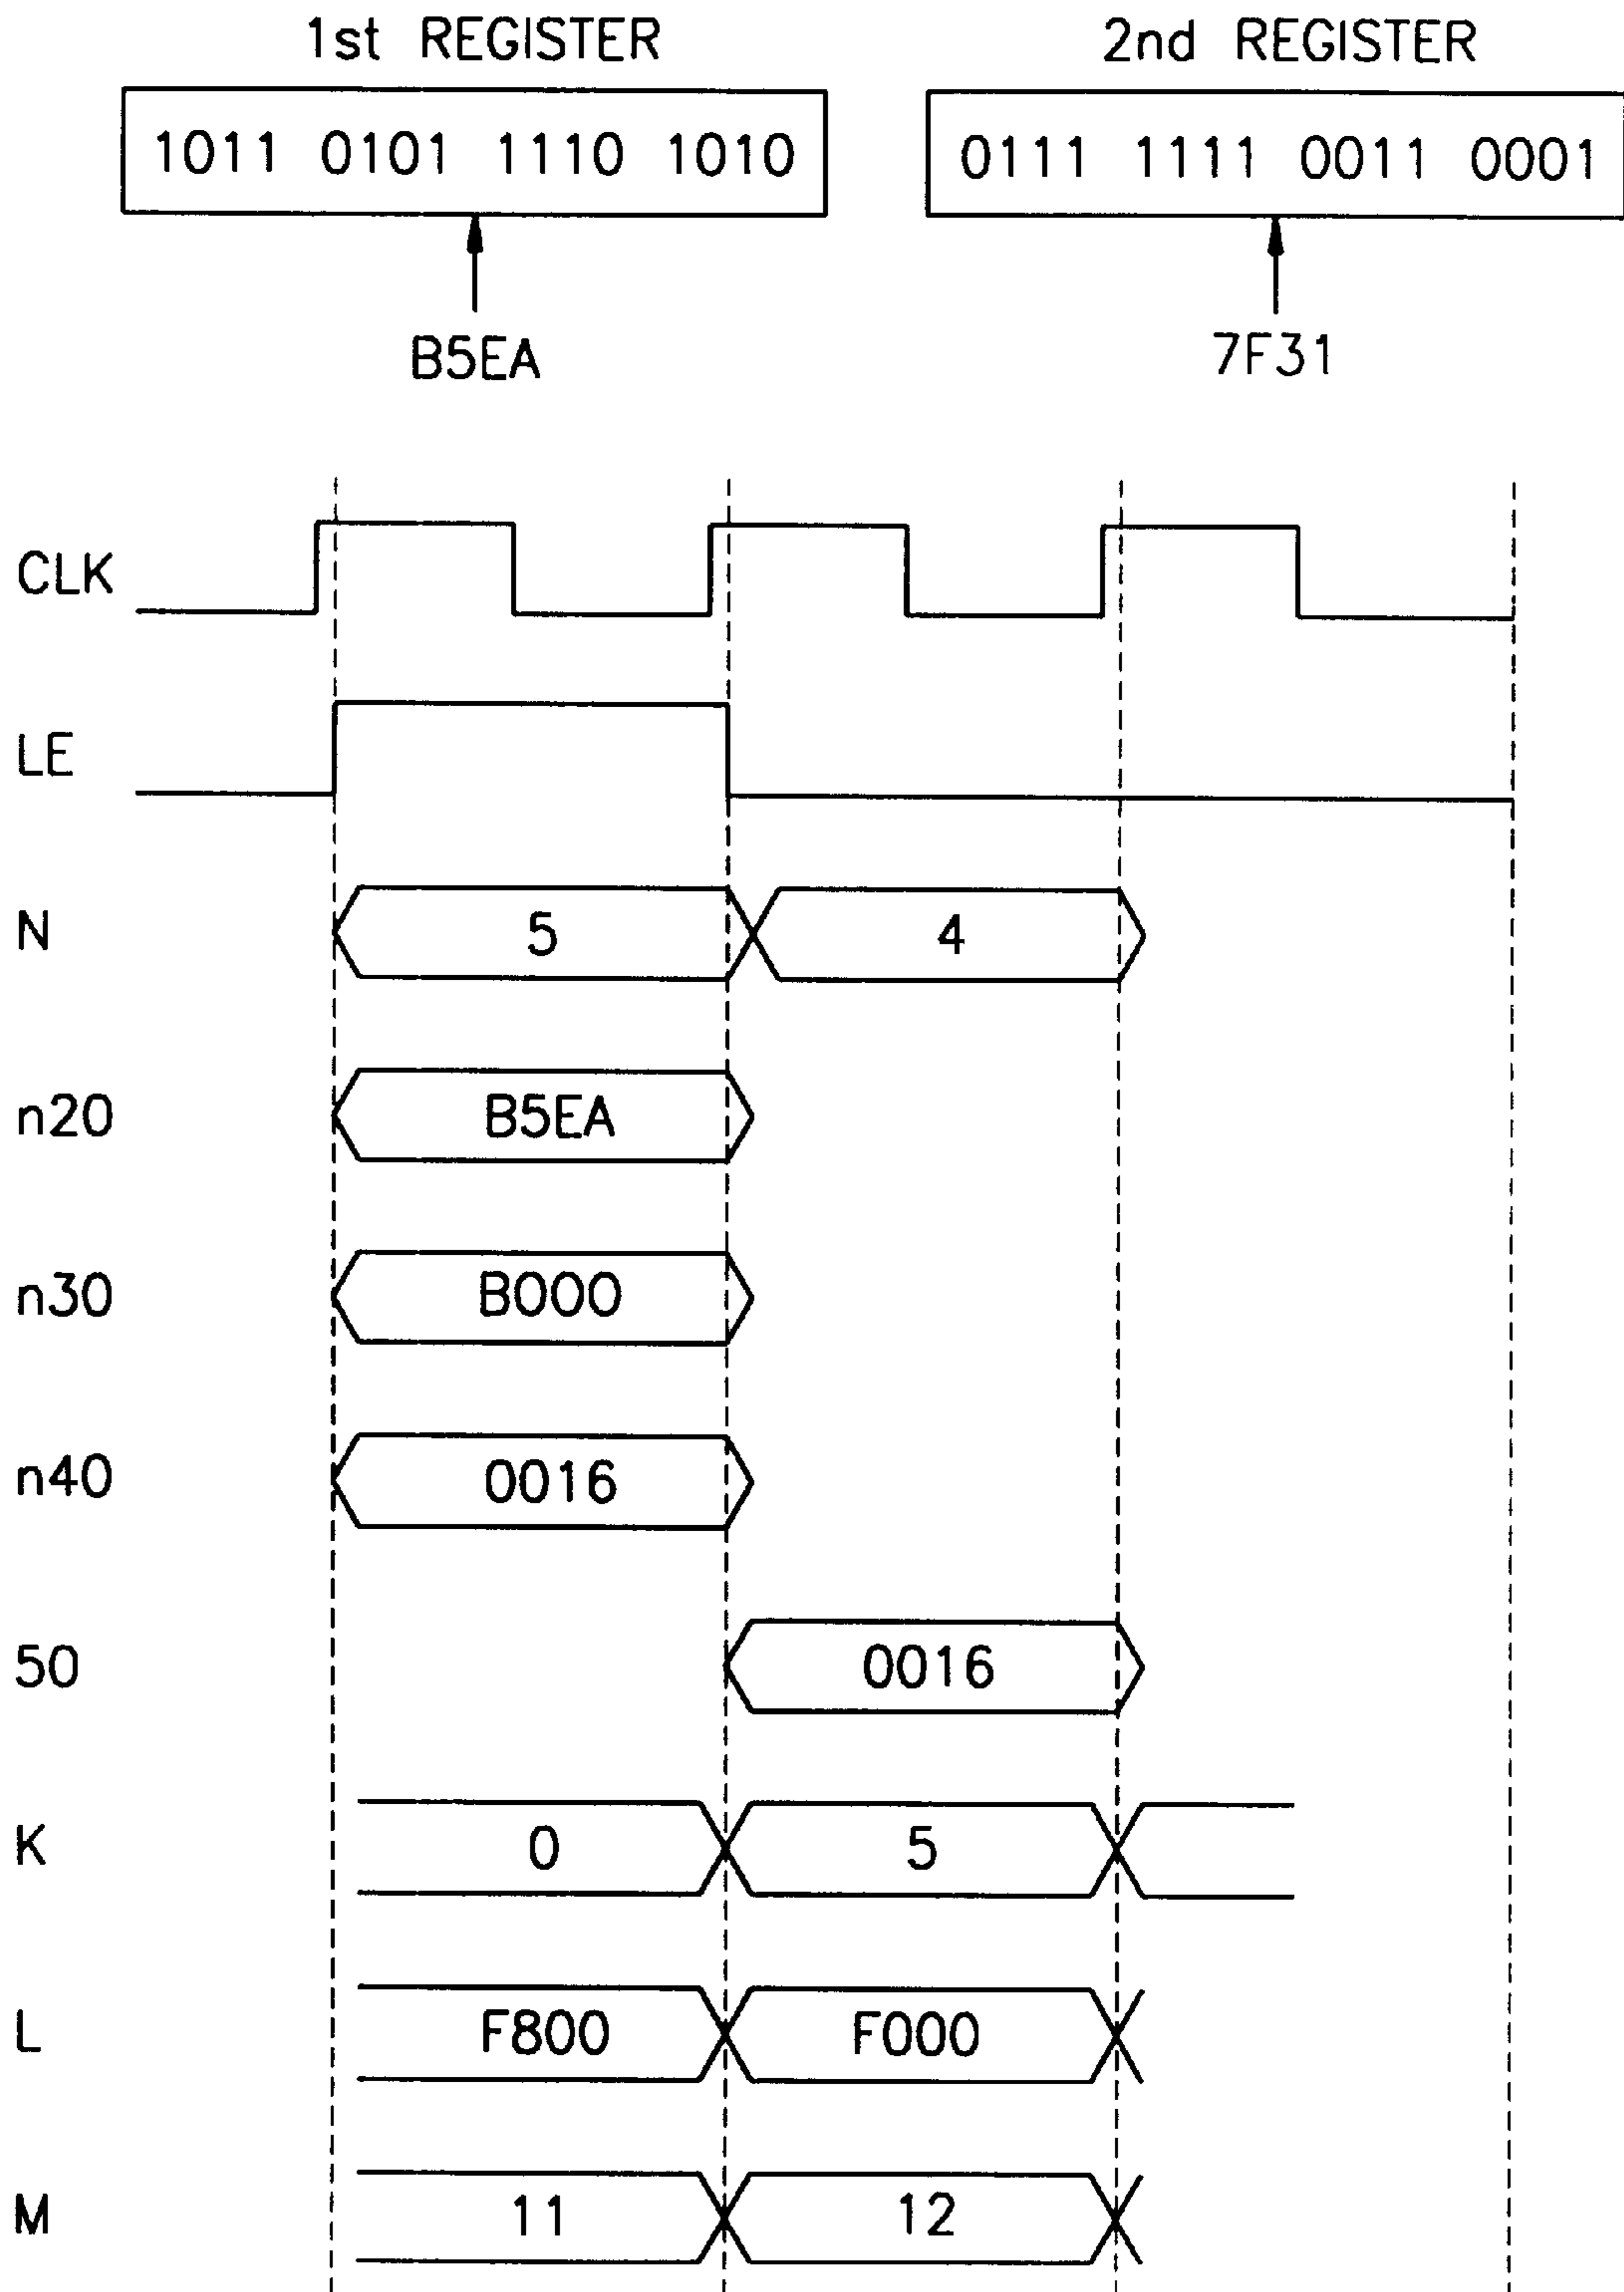 1st REGISTER 2nd REGISTER
1011 0101 1110 1010 0111 1111 0011 0001
B5EA 7F31
CLK
LE
N 5 4
n20 B5EA
n30 B000
n40 0016
50 0016
K 0 5
L F800 F000
M 11 12